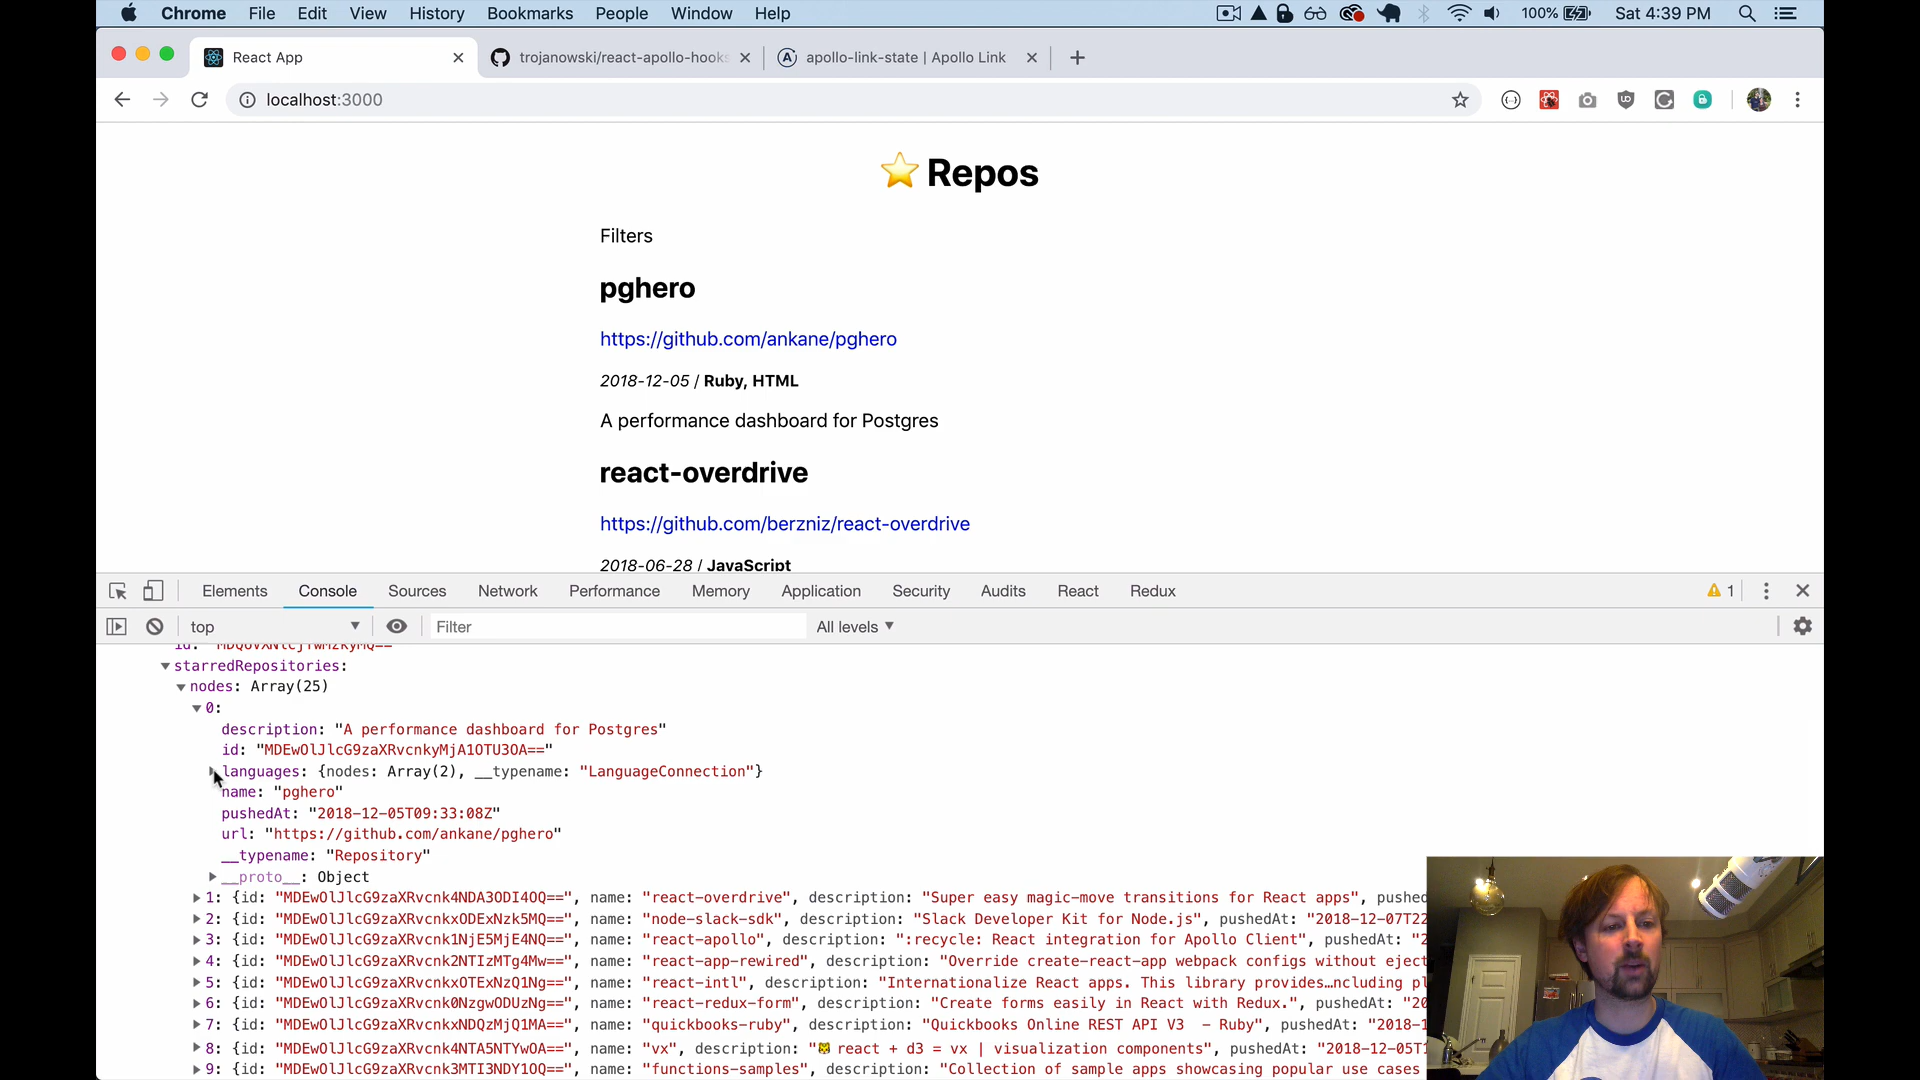 Chrome File Edit View History Bookmarks People Window Help 100% Sat 4:39 PM
React App trojanowski/react-apollo-hooks apollo-link-state | Apollo Link
localhost:3000
⭐ Repos
Filters
pghero
https://github.com/ankane/pghero
2018-12-05 / Ruby, HTML
A performance dashboard for Postgres
react-overdrive
https://github.com/berzniz/react-overdrive
2018-06-28 / JavaScript
Elements Console Sources Network Performance Memory Application Security Audits React Redux 1
top Filter All levels
starredRepositories:
nodes: Array(25)
0:
description: "A performance dashboard for Postgres"
id: "MDEwOlJlcG9zaXRvcnkyMjA1OTU3OA=="
languages: {nodes: Array(2), __typename: "LanguageConnection"}
name: "pghero"
pushedAt: "2018-12-05T09:33:08Z"
url: "https://github.com/ankane/pghero"
__typename: "Repository"
__proto__: Object
1: {id: "MDEwOlJlcG9zaXRvcnk4NDA3ODI4OQ==", name: "react-overdrive", description: "Super easy magic-move transitions for React apps", pushed
2: {id: "MDEwOlJlcG9zaXRvcnkxODExNzk5MQ==", name: "node-slack-sdk", description: "Slack Developer Kit for Node.js", pushedAt: "2018-12-07T22
3: {id: "MDEwOlJlcG9zaXRvcnk1NjE5MjE4NQ==", name: "react-apollo", description: ":recycle: React integration for Apollo Client", pushedAt: "2
4: {id: "MDEwOlJlcG9zaXRvcnk2NTIzMTg4Mw==", name: "react-app-rewired", description: "Override create-react-app webpack configs without eject
5: {id: "MDEwOlJlcG9zaXRvcnkxOTExNzQ1Ng==", name: "react-intl", description: "Internationalize React apps. This library provides…ncluding pl
6: {id: "MDEwOlJlcG9zaXRvcnk0NzgwODUzNg==", name: "react-redux-form", description: "Create forms easily in React with Redux.", pushedAt: "20
7: {id: "MDEwOlJlcG9zaXRvcnkxNDQzMjQ1MA==", name: "quickbooks-ruby", description: "Quickbooks Online REST API V3 - Ruby", pushedAt: "2018-1
8: {id: "MDEwOlJlcG9zaXRvcnk4NTA5NTYwOA==", name: "vx", description: "🐯 react + d3 = vx | visualization components", pushedAt: "2018-12-05T1
9: {id: "MDEwOlJlcG9zaXRvcnk3MTI3NDY1OQ==", name: "functions-samples", description: "Collection of sample apps showcasing popular use cases